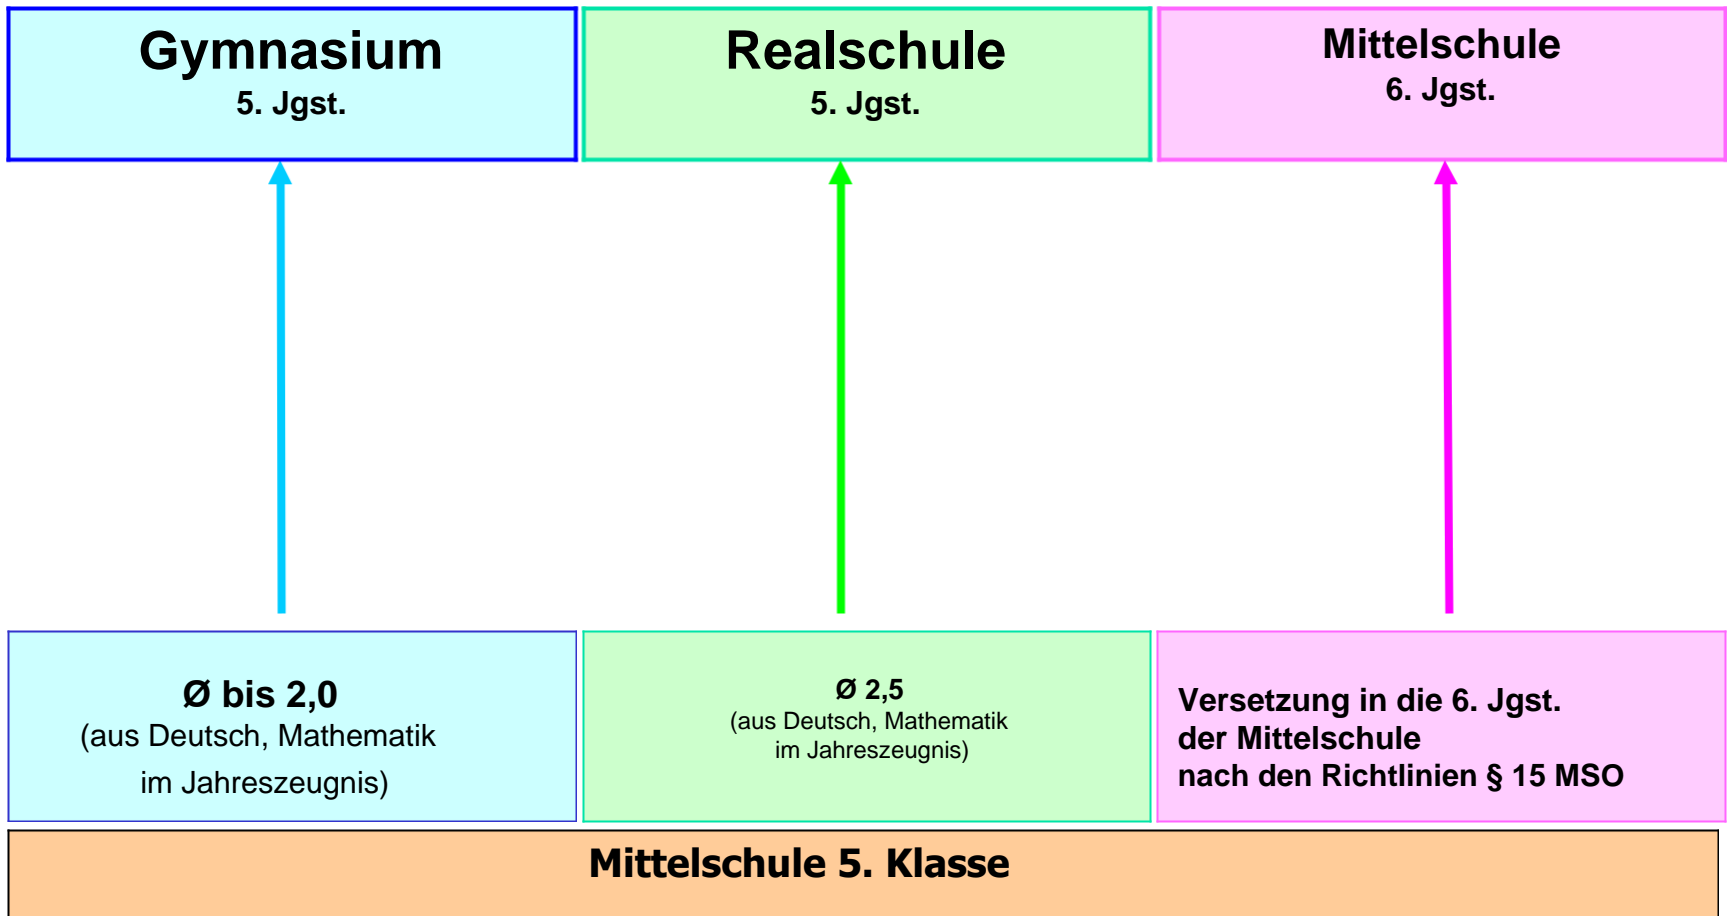 Gymnasium
5. Jgst.
Realschule
5. Jgst.
Mittelschule
6. Jgst.
Ø bis 2,0
(aus Deutsch, Mathematik
im Jahreszeugnis)
Ø 2,5
(aus Deutsch, Mathematik
im Jahreszeugnis)
Versetzung in die 6. Jgst.
der Mittelschule
nach den Richtlinien § 15 MSO
Mittelschule 5. Klasse